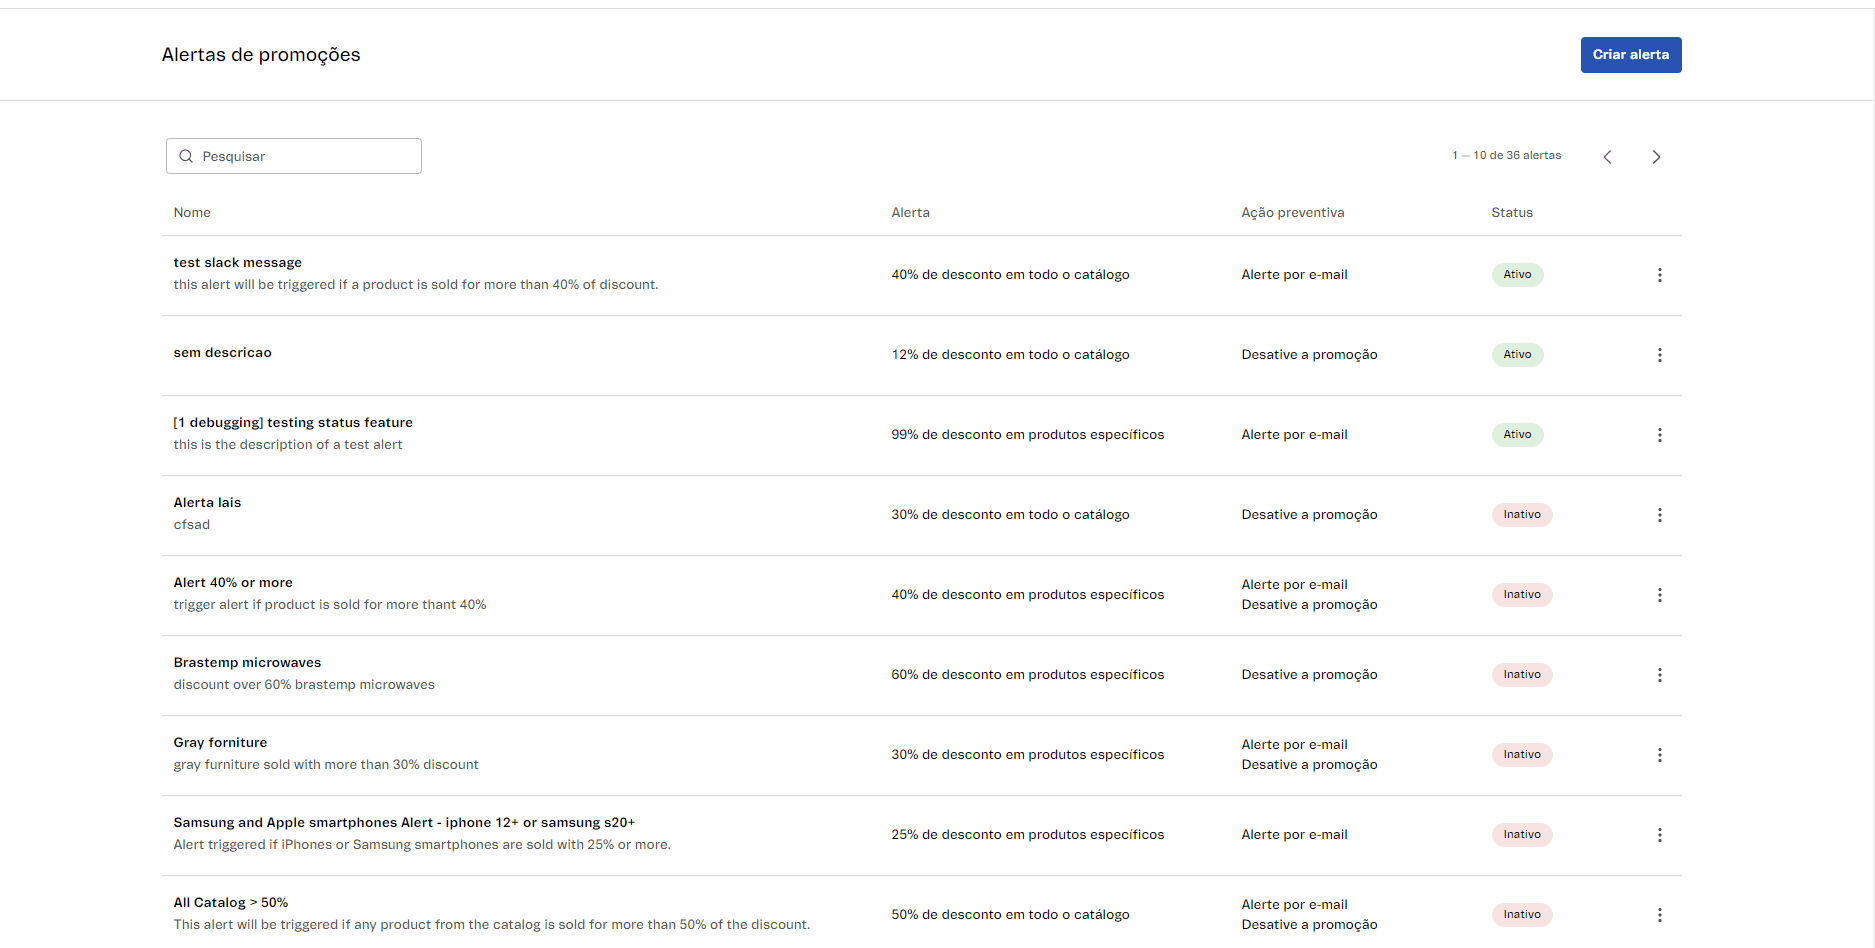 Alertas de promoções
Criar alerta
Pesquisar
1 — 10 de 36 alertas
Nome Alerta Ação preventiva Status
test slack message
this alert will be triggered if a product is sold for more than 40% of discount.
40% de desconto em todo o catálogo
Alerte por e-mail
Ativo
sem descricao
12% de desconto em todo o catálogo
Desative a promoção
Ativo
[1 debugging] testing status feature
this is the description of a test alert
99% de desconto em produtos específicos
Alerte por e-mail
Ativo
Alerta lais
cfsad
30% de desconto em todo o catálogo
Desative a promoção
Inativo
Alert 40% or more
trigger alert if product is sold for more thant 40%
40% de desconto em produtos específicos
Alerte por e-mail
Desative a promoção
Inativo
Brastemp microwaves
discount over 60% brastemp microwaves
60% de desconto em produtos específicos
Desative a promoção
Inativo
Gray forniture
gray furniture sold with more than 30% discount
30% de desconto em produtos específicos
Alerte por e-mail
Desative a promoção
Inativo
Samsung and Apple smartphones Alert - iphone 12+ or samsung s20+
Alert triggered if iPhones or Samsung smartphones are sold with 25% or more.
25% de desconto em produtos específicos
Alerte por e-mail
Inativo
All Catalog > 50%
This alert will be triggered if any product from the catalog is sold for more than 50% of the discount.
50% de desconto em todo o catálogo
Alerte por e-mail
Desative a promoção
Inativo